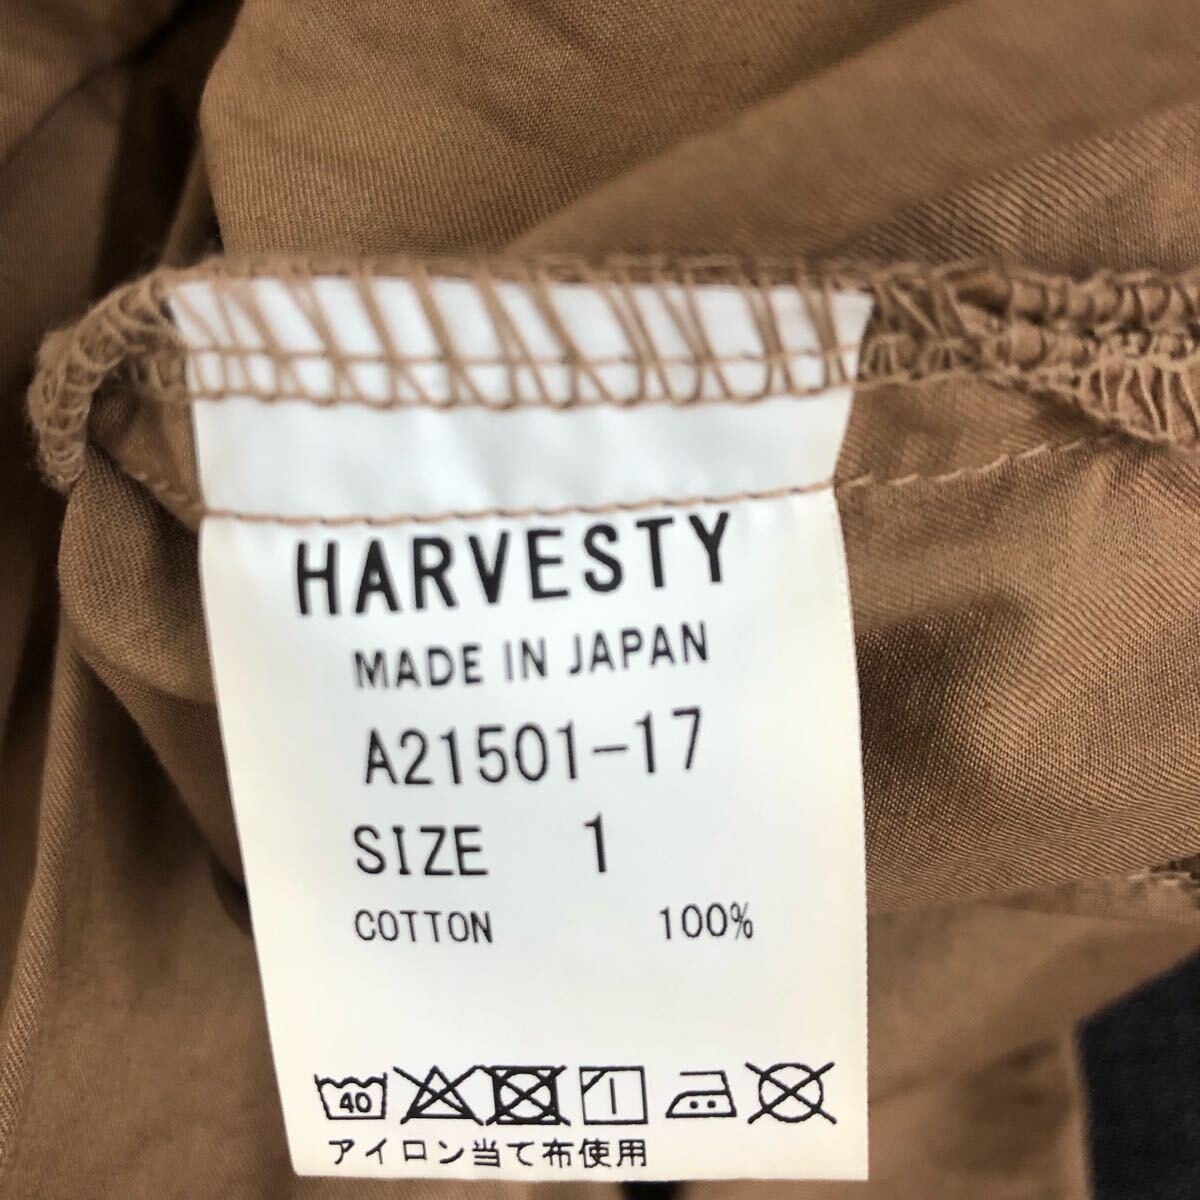 HARVESTY
MADE IN JAPAN
A21501-17
SIZE 1
COTTON 100%
40
アイロン当て布使用